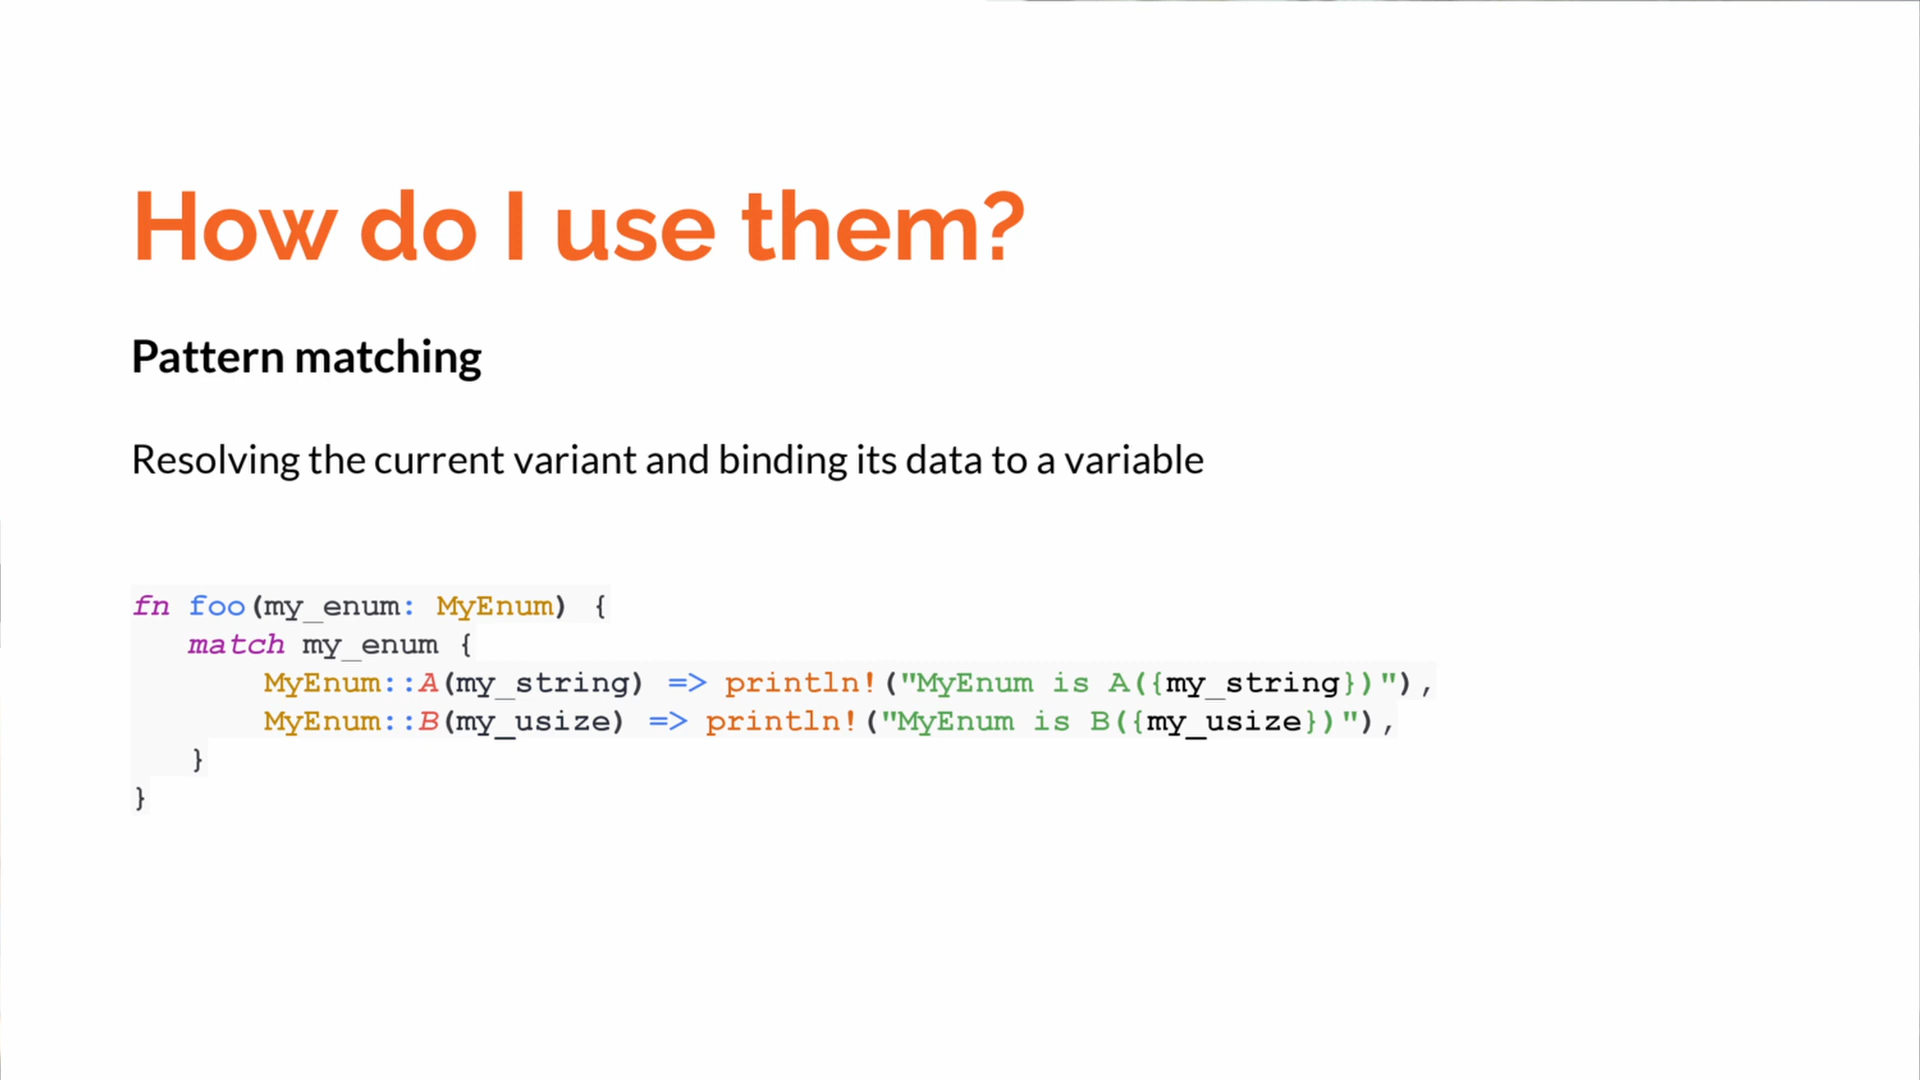 How do I use them?
Pattern matching
Resolving the current variant and binding its data to a variable
fn foo(my_enum: MyEnum) {
match my_enum {
MyEnum::A(my_string) => println!("MyEnum is A({my_string})"),
MyEnum::B(my_usize) => println!("MyEnum is B({my_usize})"),
}
}